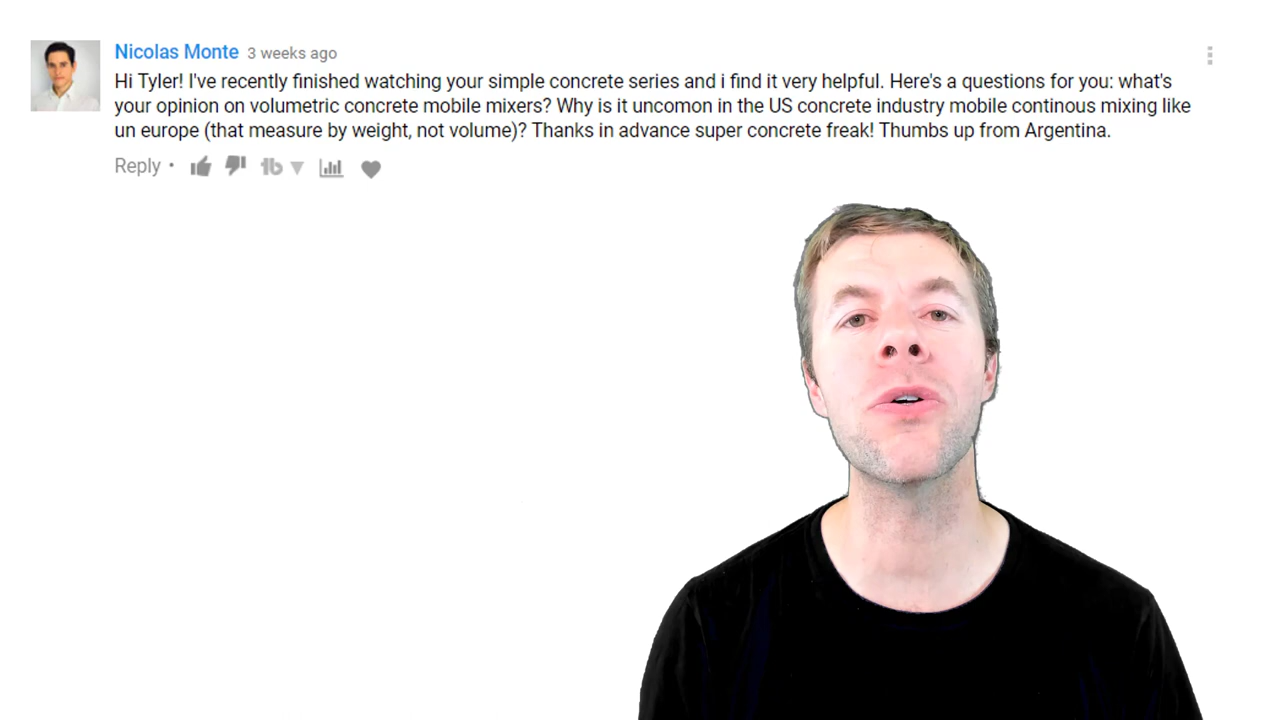 Nicolas Monte 3 weeks ago
Hi Tyler! I've recently finished watching your simple concrete series and i find it very helpful. Here's a questions for you: what's
your opinion on volumetric concrete mobile mixers? Why is it uncomon in the US concrete industry mobile continous mixing like
un europe (that measure by weight, not volume)? Thanks in advance super concrete freak! Thumbs up from Argentina.
Reply • tb